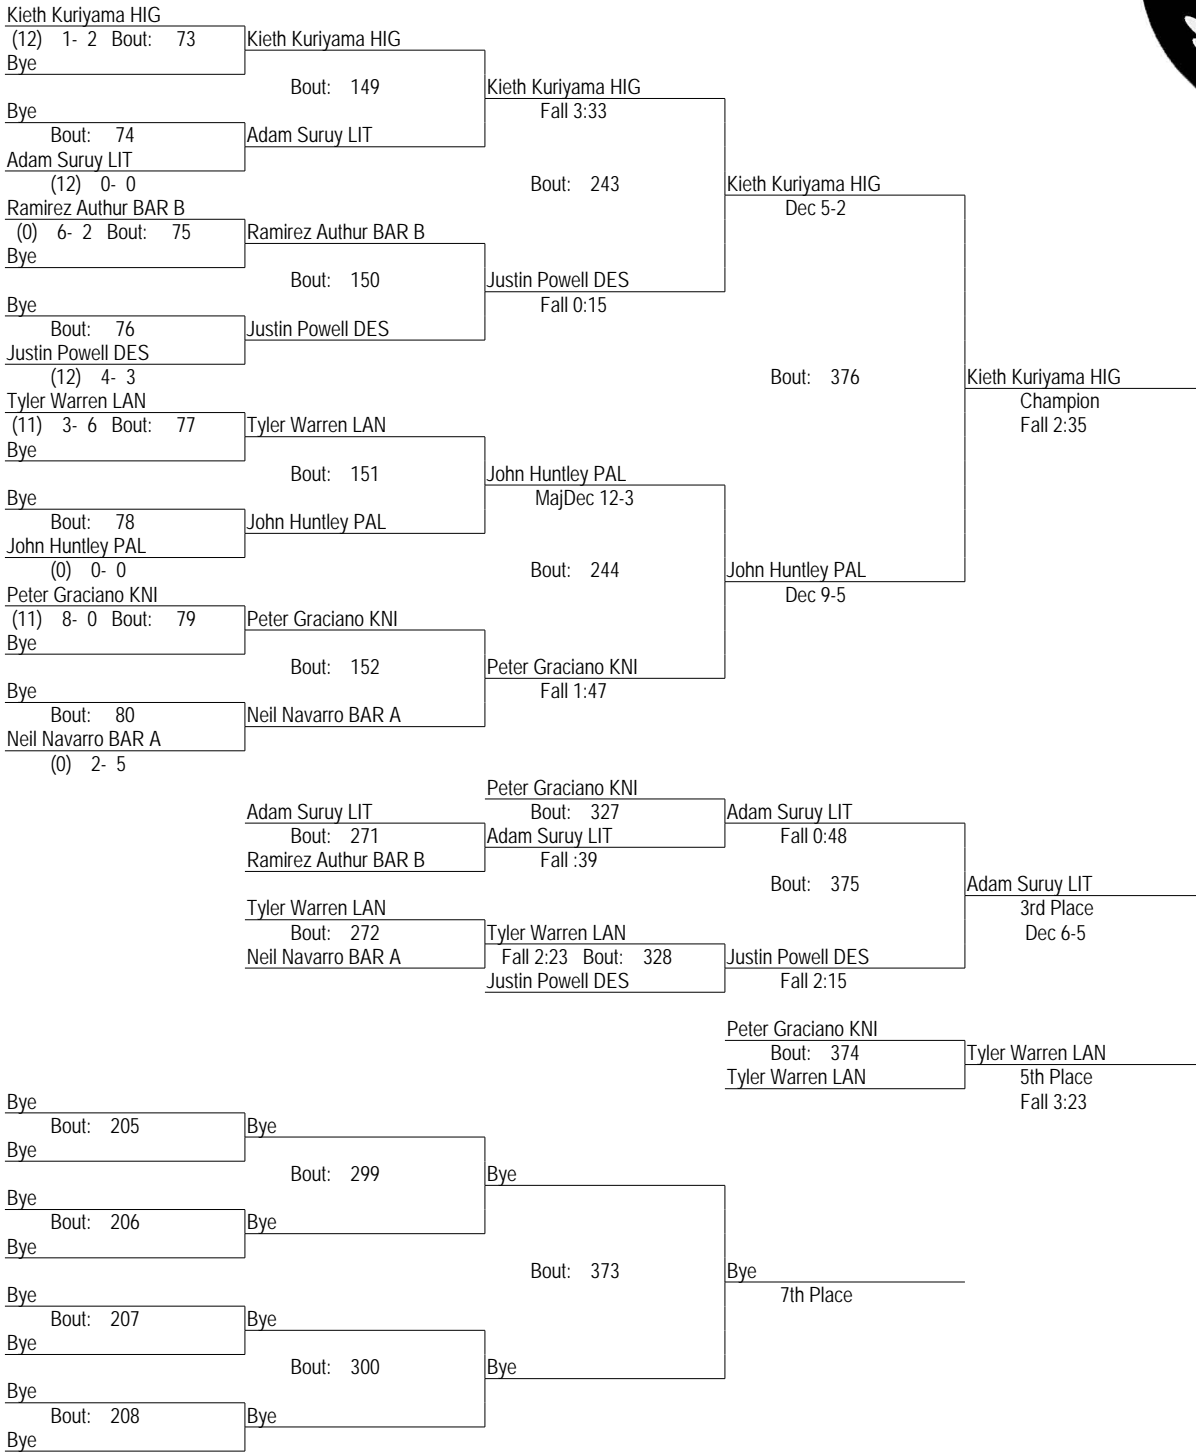 Kieth Kuriyama HIG
(12) 1- 2 Bout: 73
Kieth Kuriyama HIG
Bye
Bout: 149
Kieth Kuriyama HIG
Bye
Fall 3:33
Bout: 74
Adam Suruy LIT
Adam Suruy LIT
(12) 0- 0
Bout: 243
Kieth Kuriyama HIG
Ramirez Authur BAR B
Dec 5-2
(0) 6- 2 Bout: 75
Ramirez Authur BAR B
Bye
Bout: 150
Justin Powell DES
Bye
Fall 0:15
Bout: 76
Justin Powell DES
Justin Powell DES
(12) 4- 3
Bout: 376
Kieth Kuriyama HIG
Tyler Warren LAN
Champion
(11) 3- 6 Bout: 77
Tyler Warren LAN
Fall 2:35
Bye
Bout: 151
John Huntley PAL
Bye
MajDec 12-3
Bout: 78
John Huntley PAL
John Huntley PAL
(0) 0- 0
Bout: 244
John Huntley PAL
Peter Graciano KNI
Dec 9-5
(11) 8- 0 Bout: 79
Peter Graciano KNI
Bye
Bout: 152
Peter Graciano KNI
Bye
Fall 1:47
Bout: 80
Neil Navarro BAR A
Neil Navarro BAR A
(0) 2- 5
Peter Graciano KNI
Adam Suruy LIT
Bout: 327
Adam Suruy LIT
Bout: 271
Adam Suruy LIT
Fall 0:48
Ramirez Authur BAR B
Fall :39
Bout: 375
Adam Suruy LIT
Tyler Warren LAN
3rd Place
Bout: 272
Tyler Warren LAN
Dec 6-5
Neil Navarro BAR A
Fall 2:23 Bout: 328
Justin Powell DES
Justin Powell DES
Fall 2:15
Peter Graciano KNI
Bout: 374
Tyler Warren LAN
Tyler Warren LAN
5th Place
Fall 3:23
Bye
Bout: 205
Bye
Bye
Bout: 299
Bye
Bye
Bout: 206
Bye
Bye
Bout: 373
Bye
Bye
7th Place
Bout: 207
Bye
Bye
Bout: 300
Bye
Bye
Bout: 208
Bye
Bye